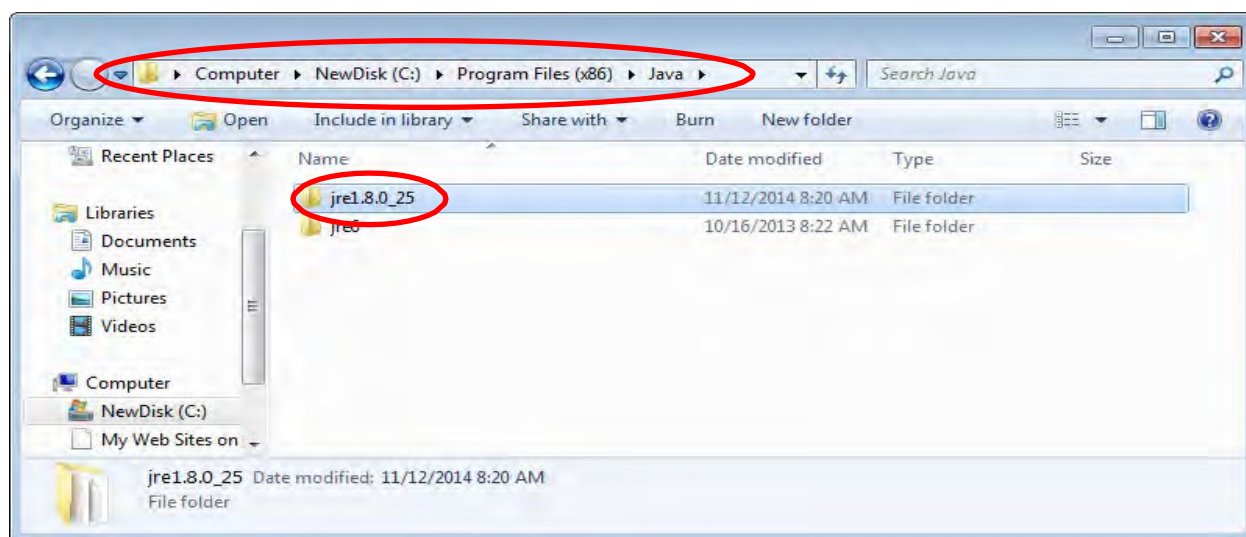 Computer NewDisk (C:) Program Files (x86) Java Search Java
Organize Open Include in library Share with Burn New folder
Recent Places
Libraries
Documents
Music
Pictures
Videos
Computer
NewDisk (C:)
My Web Sites on
Name Date modified Type Size
jre1.8.0_25 11/12/2014 8:20 AM File folder
jre6 10/16/2013 8:22 AM File folder
jre1.8.0_25 Date modified: 11/12/2014 8:20 AM
File folder